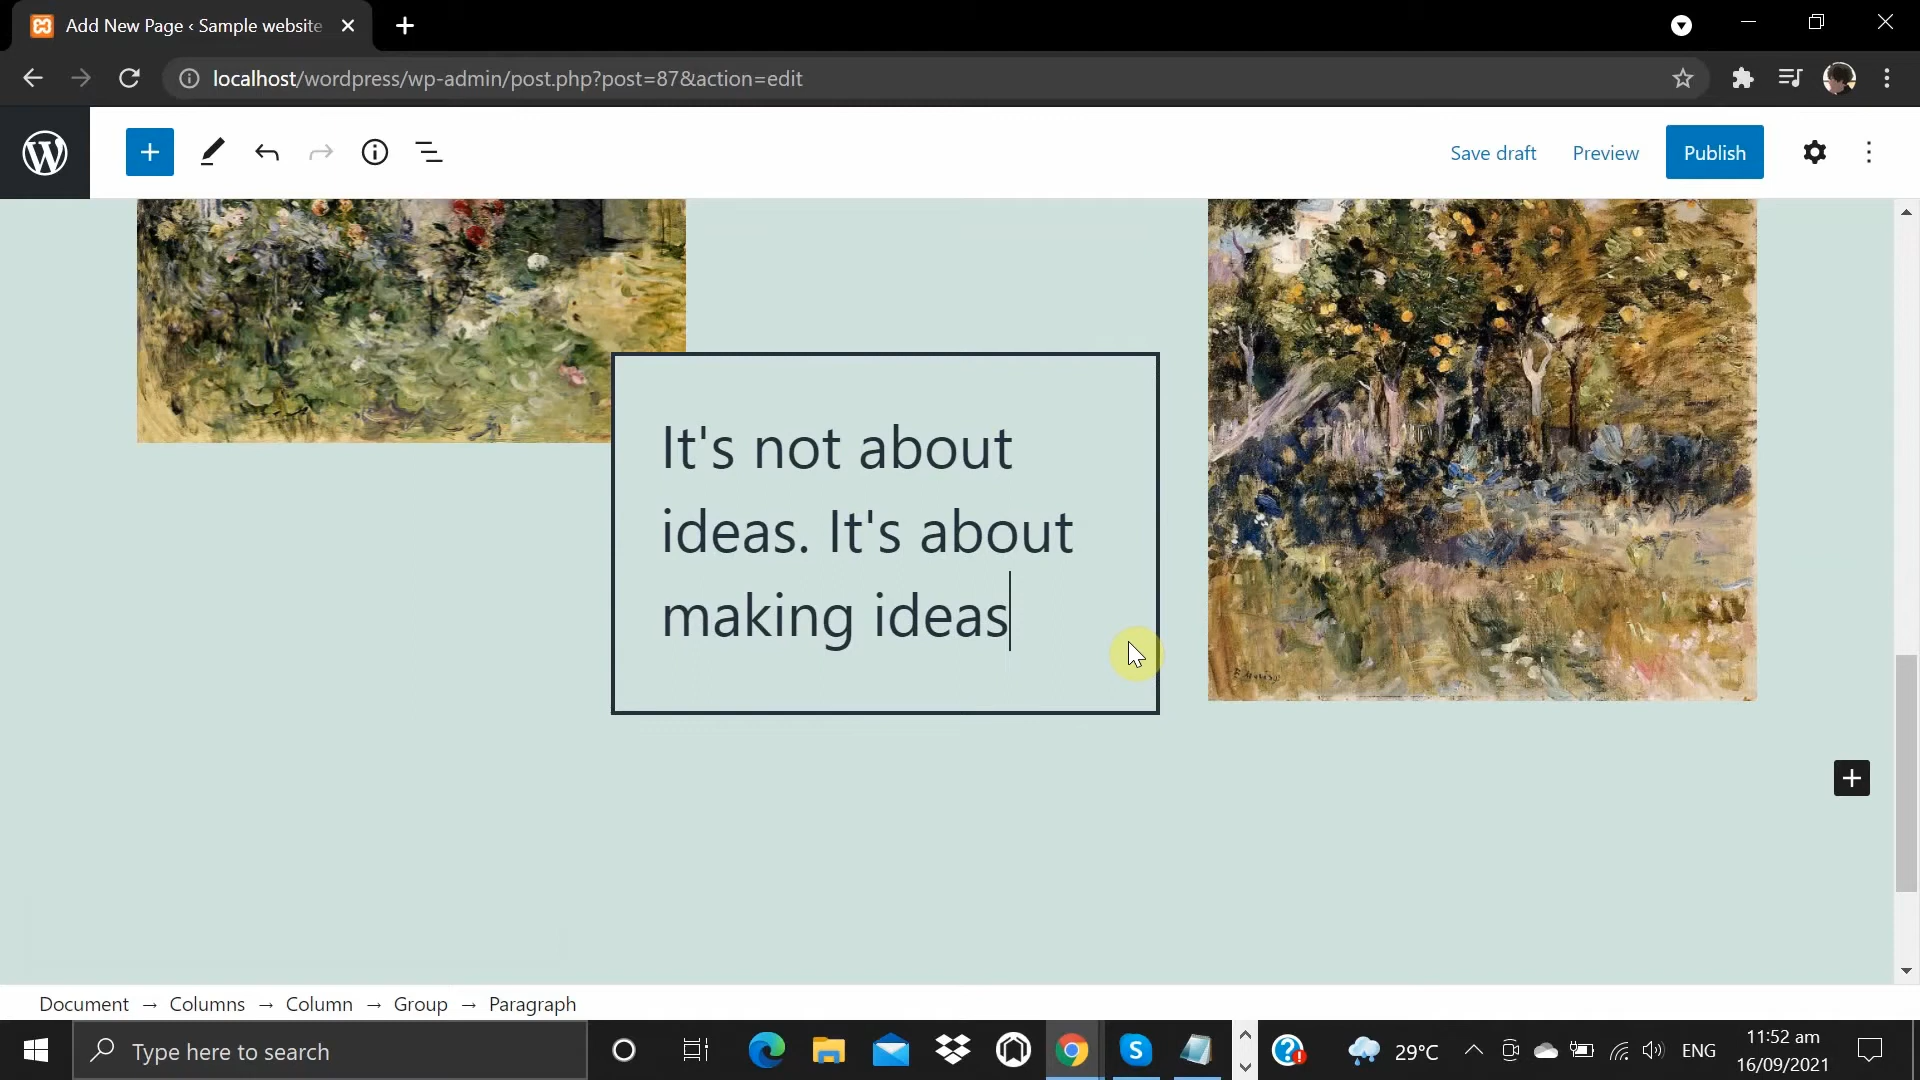 Add New Page ‹ Sample website
localhost/wordpress/wp-admin/post.php?post=87&action=edit
Save draft
Preview
Publish
It's not about
ideas. It's about
making ideas
Document → Columns → Column → Group → Paragraph
Type here to search
29°C
ENG
11:52 am
16/09/2021